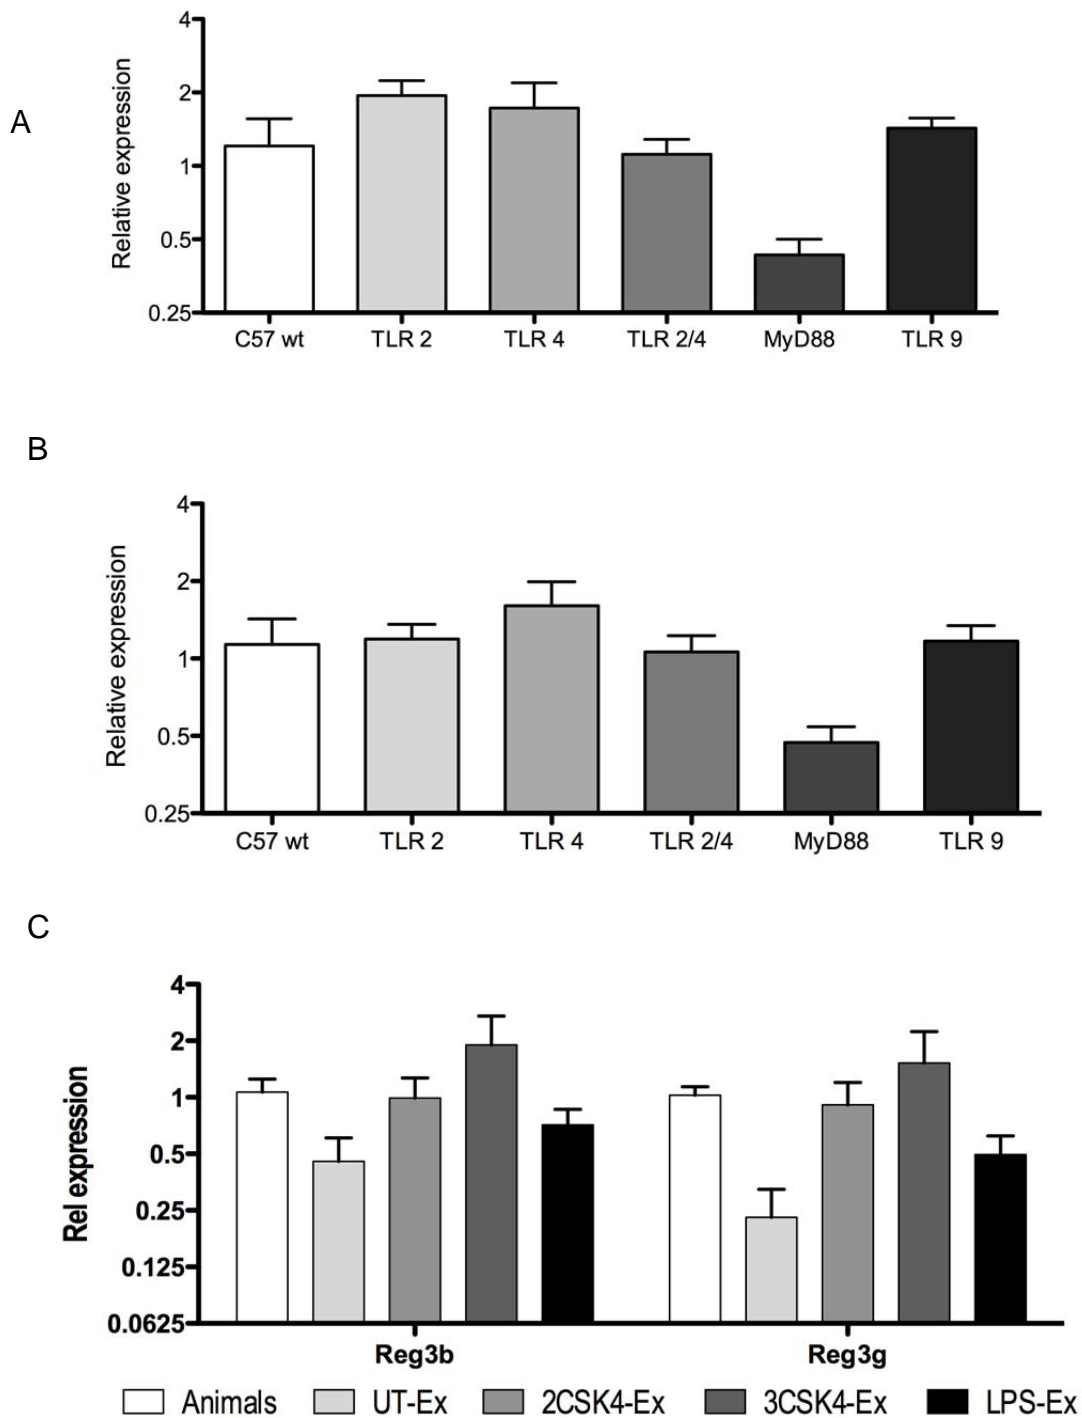 A
Relative expression
4
2
1
0.5
0.25
C57 wt TLR 2 TLR 4 TLR 2/4 MyD88 TLR 9
B
Relative expression
4
2
1
0.5
0.25
C57 wt TLR 2 TLR 4 TLR 2/4 MyD88 TLR 9
C
Rel expression
4
2
1
0.5
0.25
0.125
0.0625
Reg3b Reg3g
Animals UT-Ex 2CSK4-Ex 3CSK4-Ex LPS-Ex